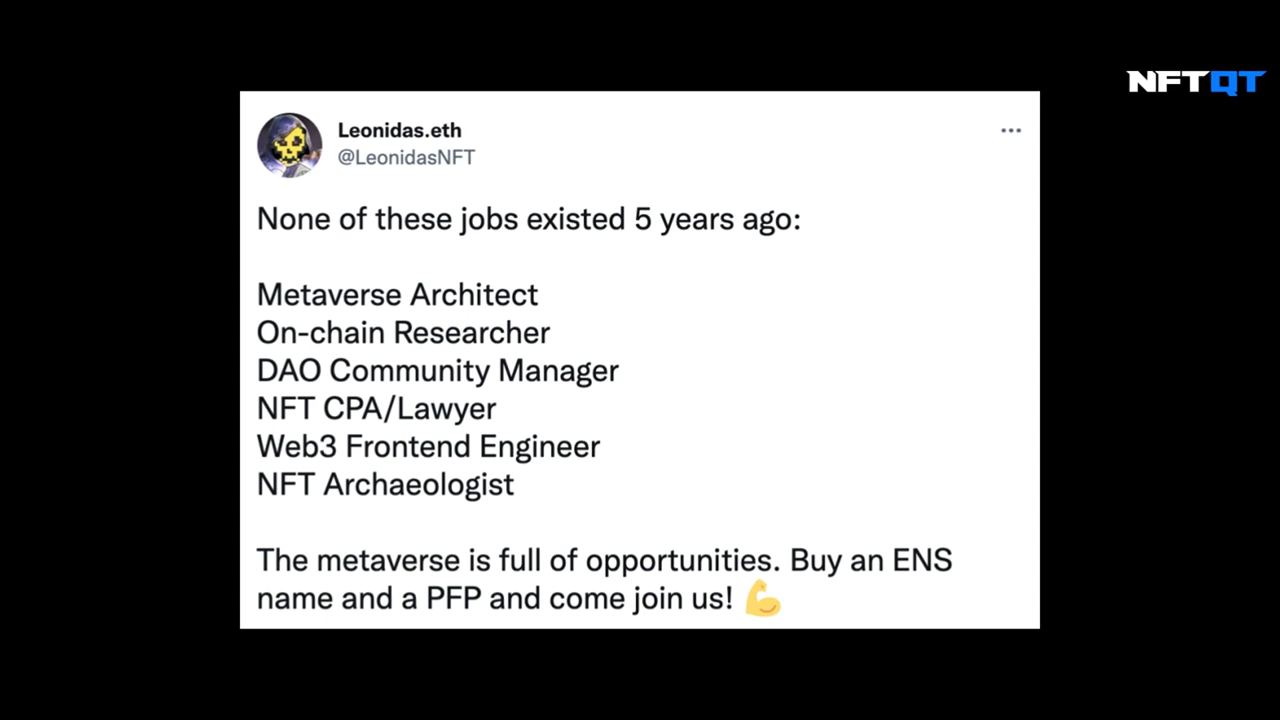 NFTQT
Leonidas.eth
@LeonidasNFT
None of these jobs existed 5 years ago:
Metaverse Architect
On-chain Researcher
DAO Community Manager
NFT CPA/Lawyer
Web3 Frontend Engineer
NFT Archaeologist
The metaverse is full of opportunities. Buy an ENS
name and a PFP and come join us! 💪